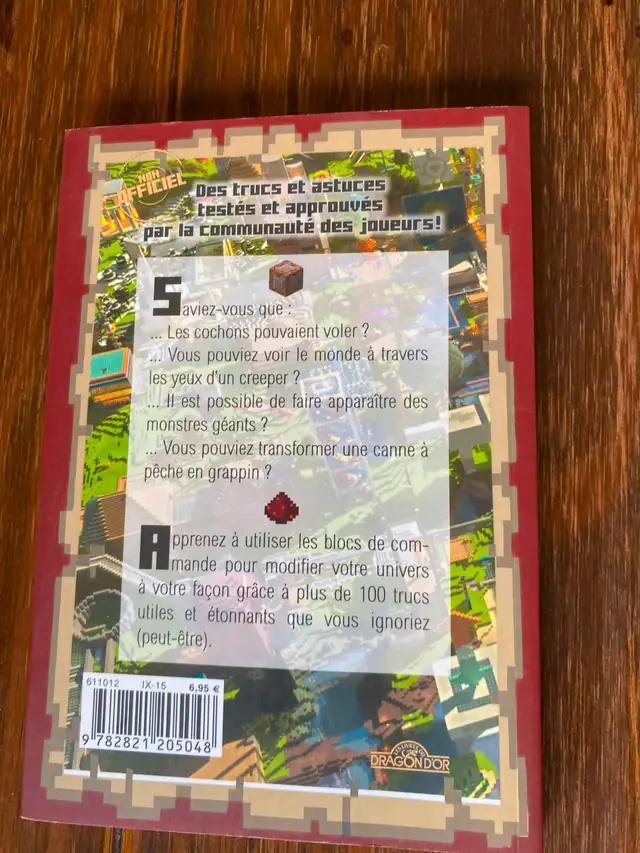 NON
OFFICIEL
Des trucs et astuces
testés et approuvés
par la communauté des joueurs!
Saviez-vous que :
... Les cochons pouvaient voler ?
... Vous pouviez voir le monde à travers
les yeux d'un creeper ?
... Il est possible de faire apparaître des
monstres géants ?
... Vous pouviez transformer une canne à
pêche en grappin ?
Apprenez à utiliser les blocs de com-
mande pour modifier votre univers
à votre façon grâce à plus de 100 trucs
utiles et étonnants que vous ignoriez
(peut-être).
611012 IX-15 6,95 €
9 782821 205048
LES LIVRES DU
DRAGON D'OR